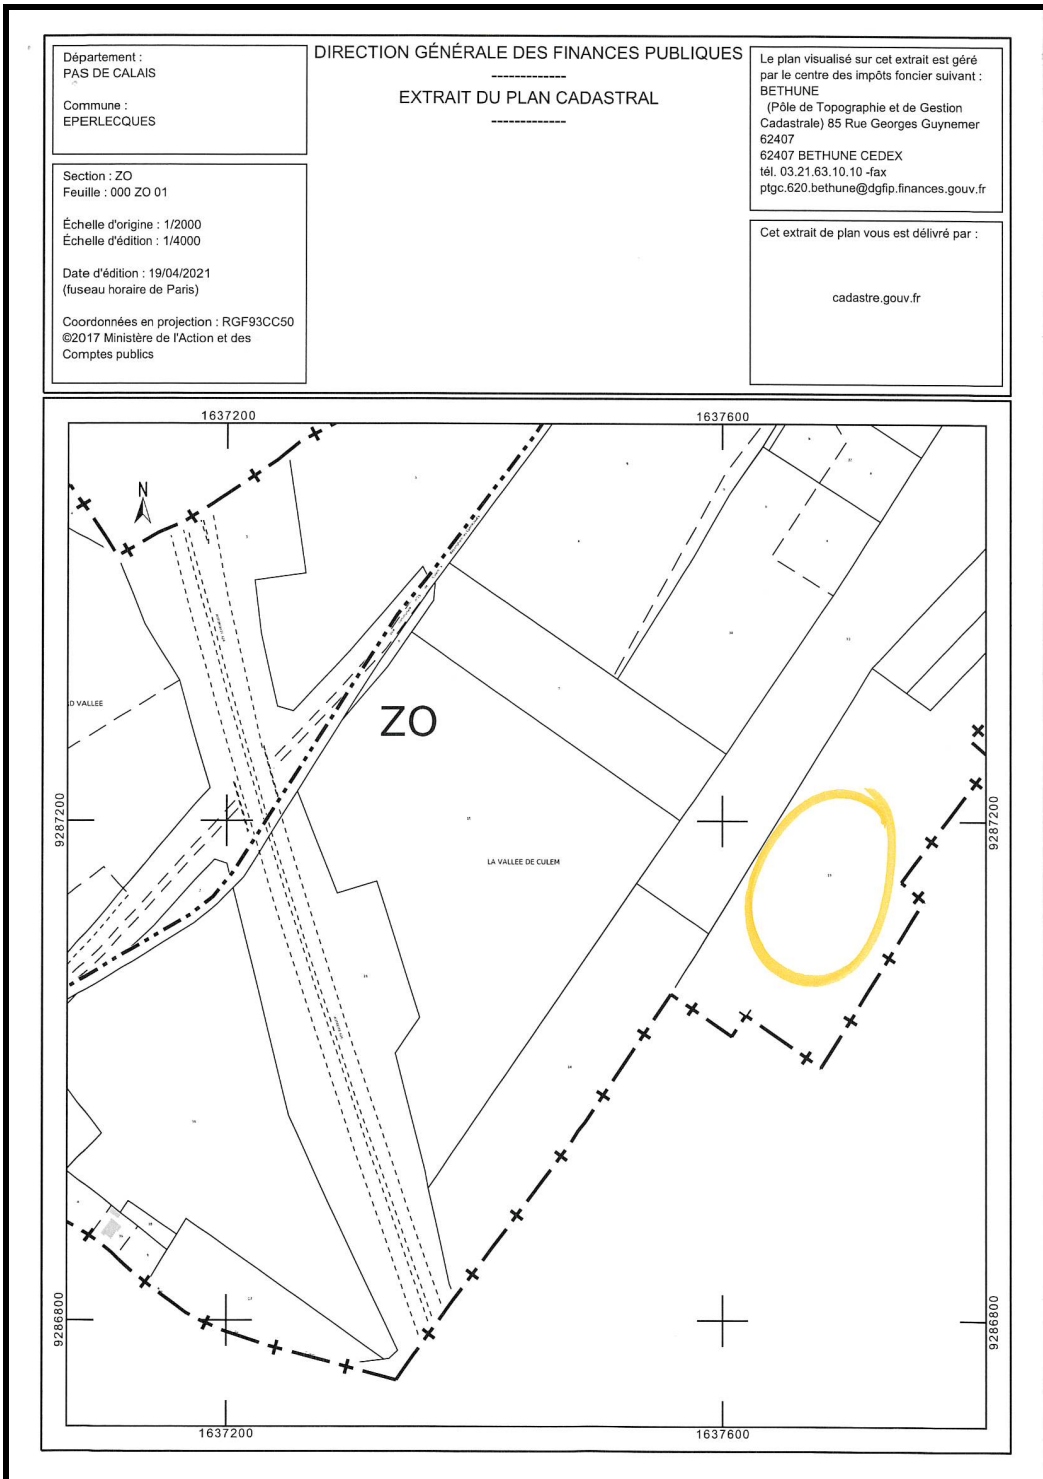 Département :
PAS DE CALAIS
Commune :
EPERLECQUES
Section : ZO
Feuille : 000 ZO 01
Échelle d'origine : 1/2000
Échelle d'édition : 1/4000
Date d'édition : 19/04/2021
(fuseau horaire de Paris)
Coordonnées en projection : RGF93CC50
©2017 Ministère de l'Action et des
Comptes publics
DIRECTION GÉNÉRALE DES FINANCES PUBLIQUES
-------------
EXTRAIT DU PLAN CADASTRAL
-------------
Le plan visualisé sur cet extrait est géré
par le centre des impôts foncier suivant :
BETHUNE
(Pôle de Topographie et de Gestion
Cadastrale) 85 Rue Georges Guynemer
62407
62407 BETHUNE CEDEX
tél. 03.21.63.10.10 -fax
ptgc.620.bethune@dgfip.finances.gouv.fr
Cet extrait de plan vous est délivré par :
cadastre.gouv.fr
1637200
1637600
N
D VALLEE
ZO
9287200
9287200
LA VALLEE DE CULEM
9286800
9286800
1637200
1637600